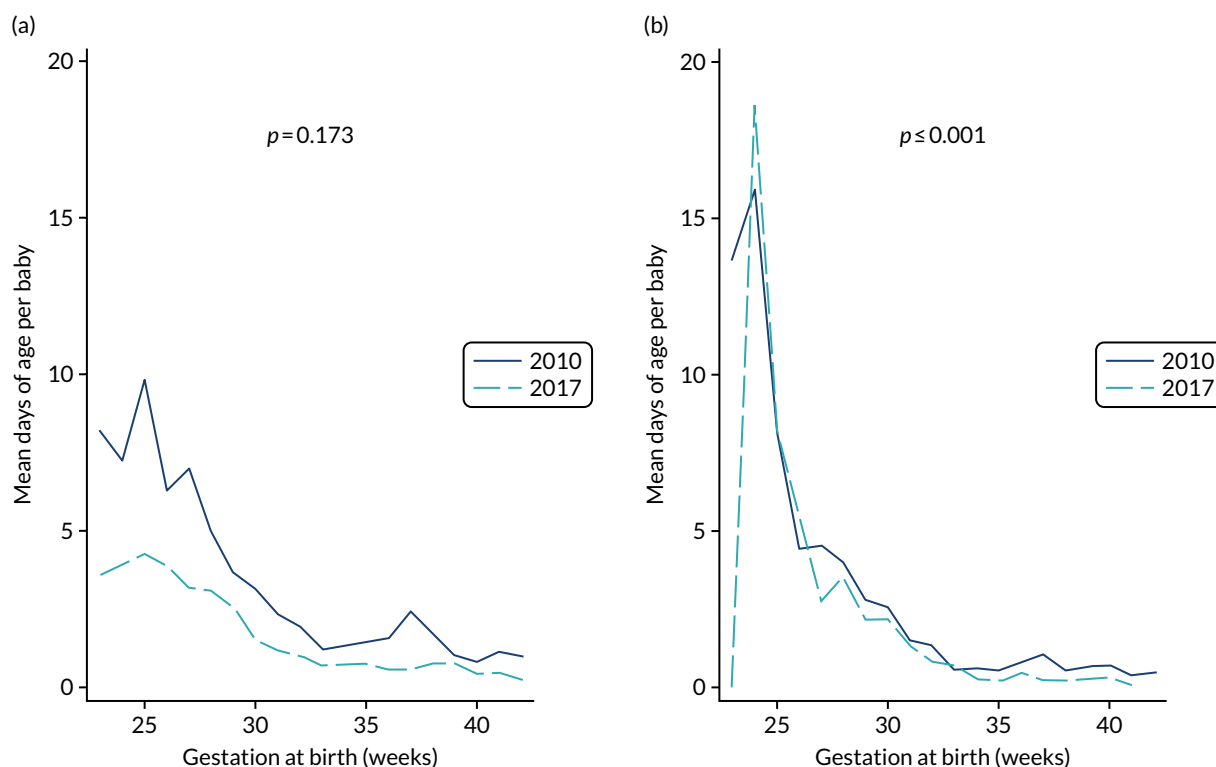 (a)
20
15
10
5
0
Mean days of age per baby
p=0.173
2010
2017
25
30
35
40
Gestation at birth (weeks)
(b)
20
15
10
5
0
Mean days of age per baby
p≤0.001
2010
2017
25
30
35
40
Gestation at birth (weeks)